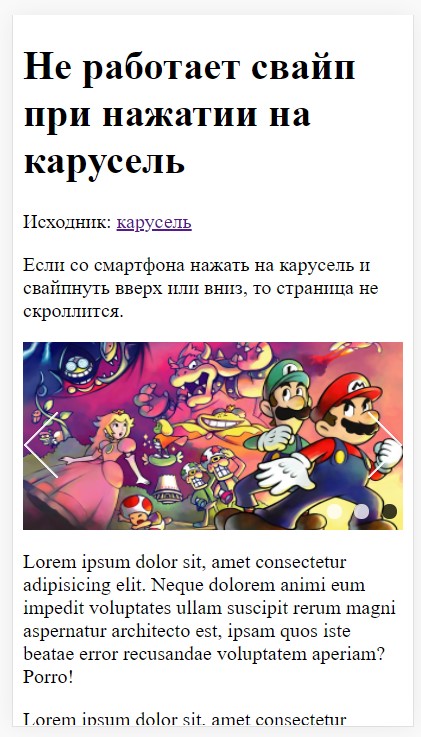 Не работает свайп
при нажатии на
карусель
Исходник: карусель
Если со смартфона нажать на карусель и
свайпнуть вверх или вниз, то страница не
скроллится.
Lorem ipsum dolor sit, amet consectetur
adipisicing elit. Neque dolorem animi eum
impedit voluptates ullam suscipit rerum magni
aspernatur architecto est, ipsam quos iste
beatae error recusandae voluptatem aperiam?
Porro!
Lorem ipsum dolor sit, amet consectetur